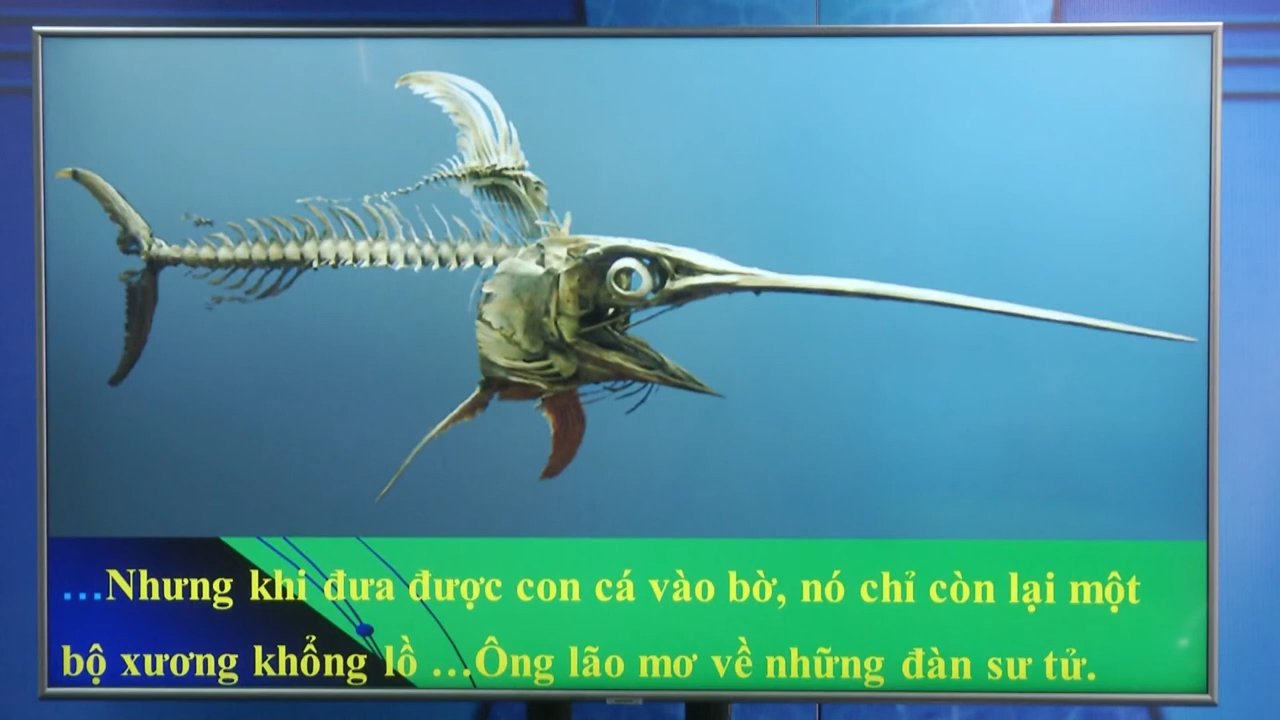 …Nhưng khi đưa được con cá vào bờ, nó chỉ còn lại một
bộ xương khổng lồ …Ông lão mơ về những đàn sư tử.